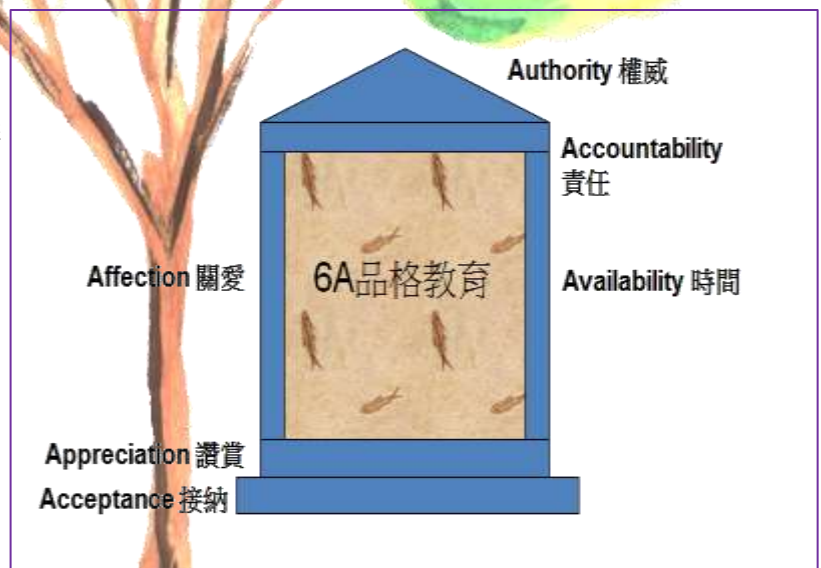 Authority 權威
Accountability
責任
Affection 關愛
6A品格教育
Availability 時間
Appreciation 讚賞
Acceptance 接納